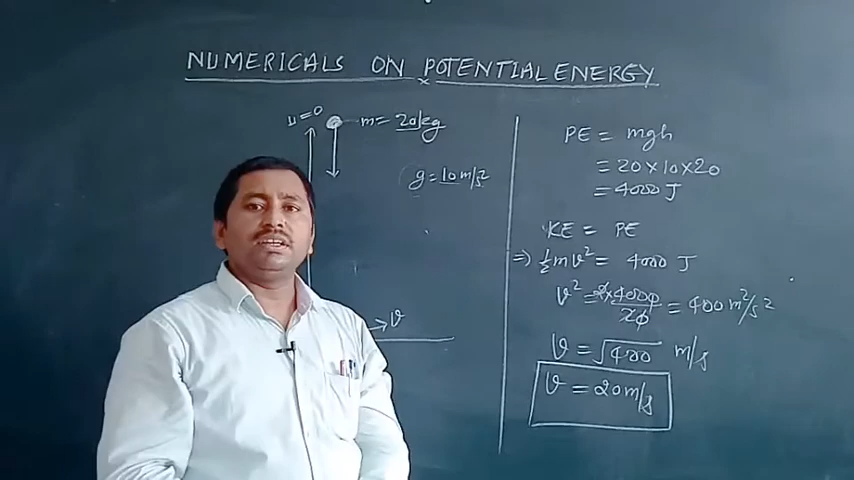 NUMERICALS ON POTENTIAL ENERGY
u=0
m= 20kg
g=10 m/s²
v
PE = mgh
= 20×10×20
= 4000 J
KE = PE
⇒ ½mv² = 4000 J
v² = 2×4000/20 = 400 m²/s²
v = √400 m/s
v = 20 m/s